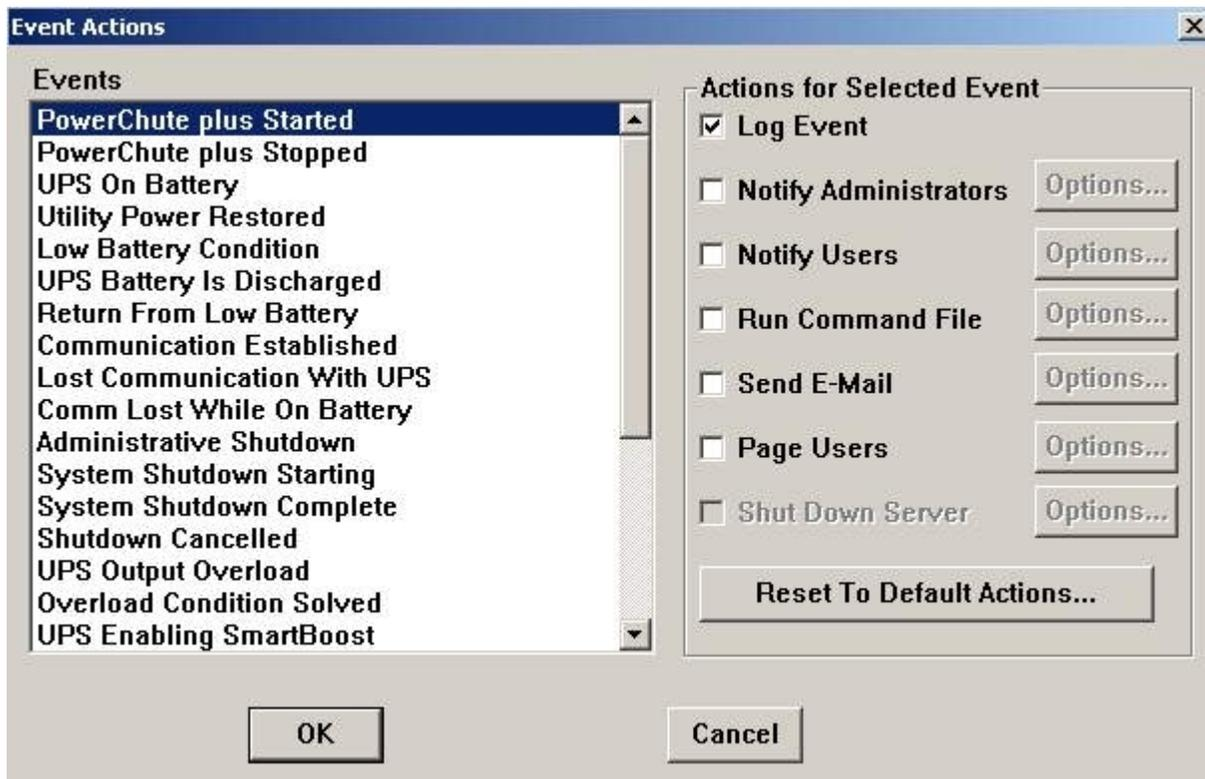 Event Actions
Events
PowerChute plus Started
PowerChute plus Stopped
UPS On Battery
Utility Power Restored
Low Battery Condition
UPS Battery Is Discharged
Return From Low Battery
Communication Established
Lost Communication With UPS
Comm Lost While On Battery
Administrative Shutdown
System Shutdown Starting
System Shutdown Complete
Shutdown Cancelled
UPS Output Overload
Overload Condition Solved
UPS Enabling SmartBoost
Actions for Selected Event
Log Event
Notify Administrators Options...
Notify Users Options...
Run Command File Options...
Send E-Mail Options...
Page Users Options...
Shut Down Server Options...
Reset To Default Actions...
OK Cancel